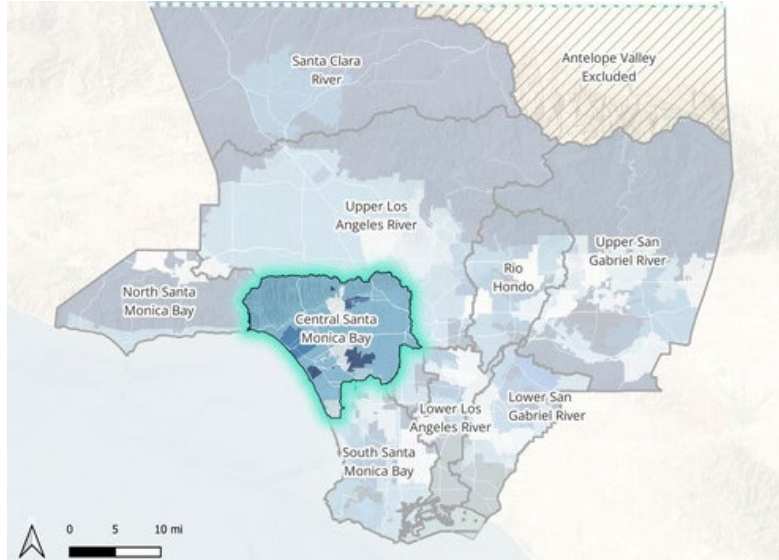 Santa Clara
River
Antelope Valley
Excluded
Upper Los
Angeles River
Upper San
Gabriel River
Rio
Hondo
North Santa
Monica Bay
Central Santa
Monica Bay
Lower Los
Angeles River
Lower San
Gabriel River
South Santa
Monica Bay
0 5 10 mi